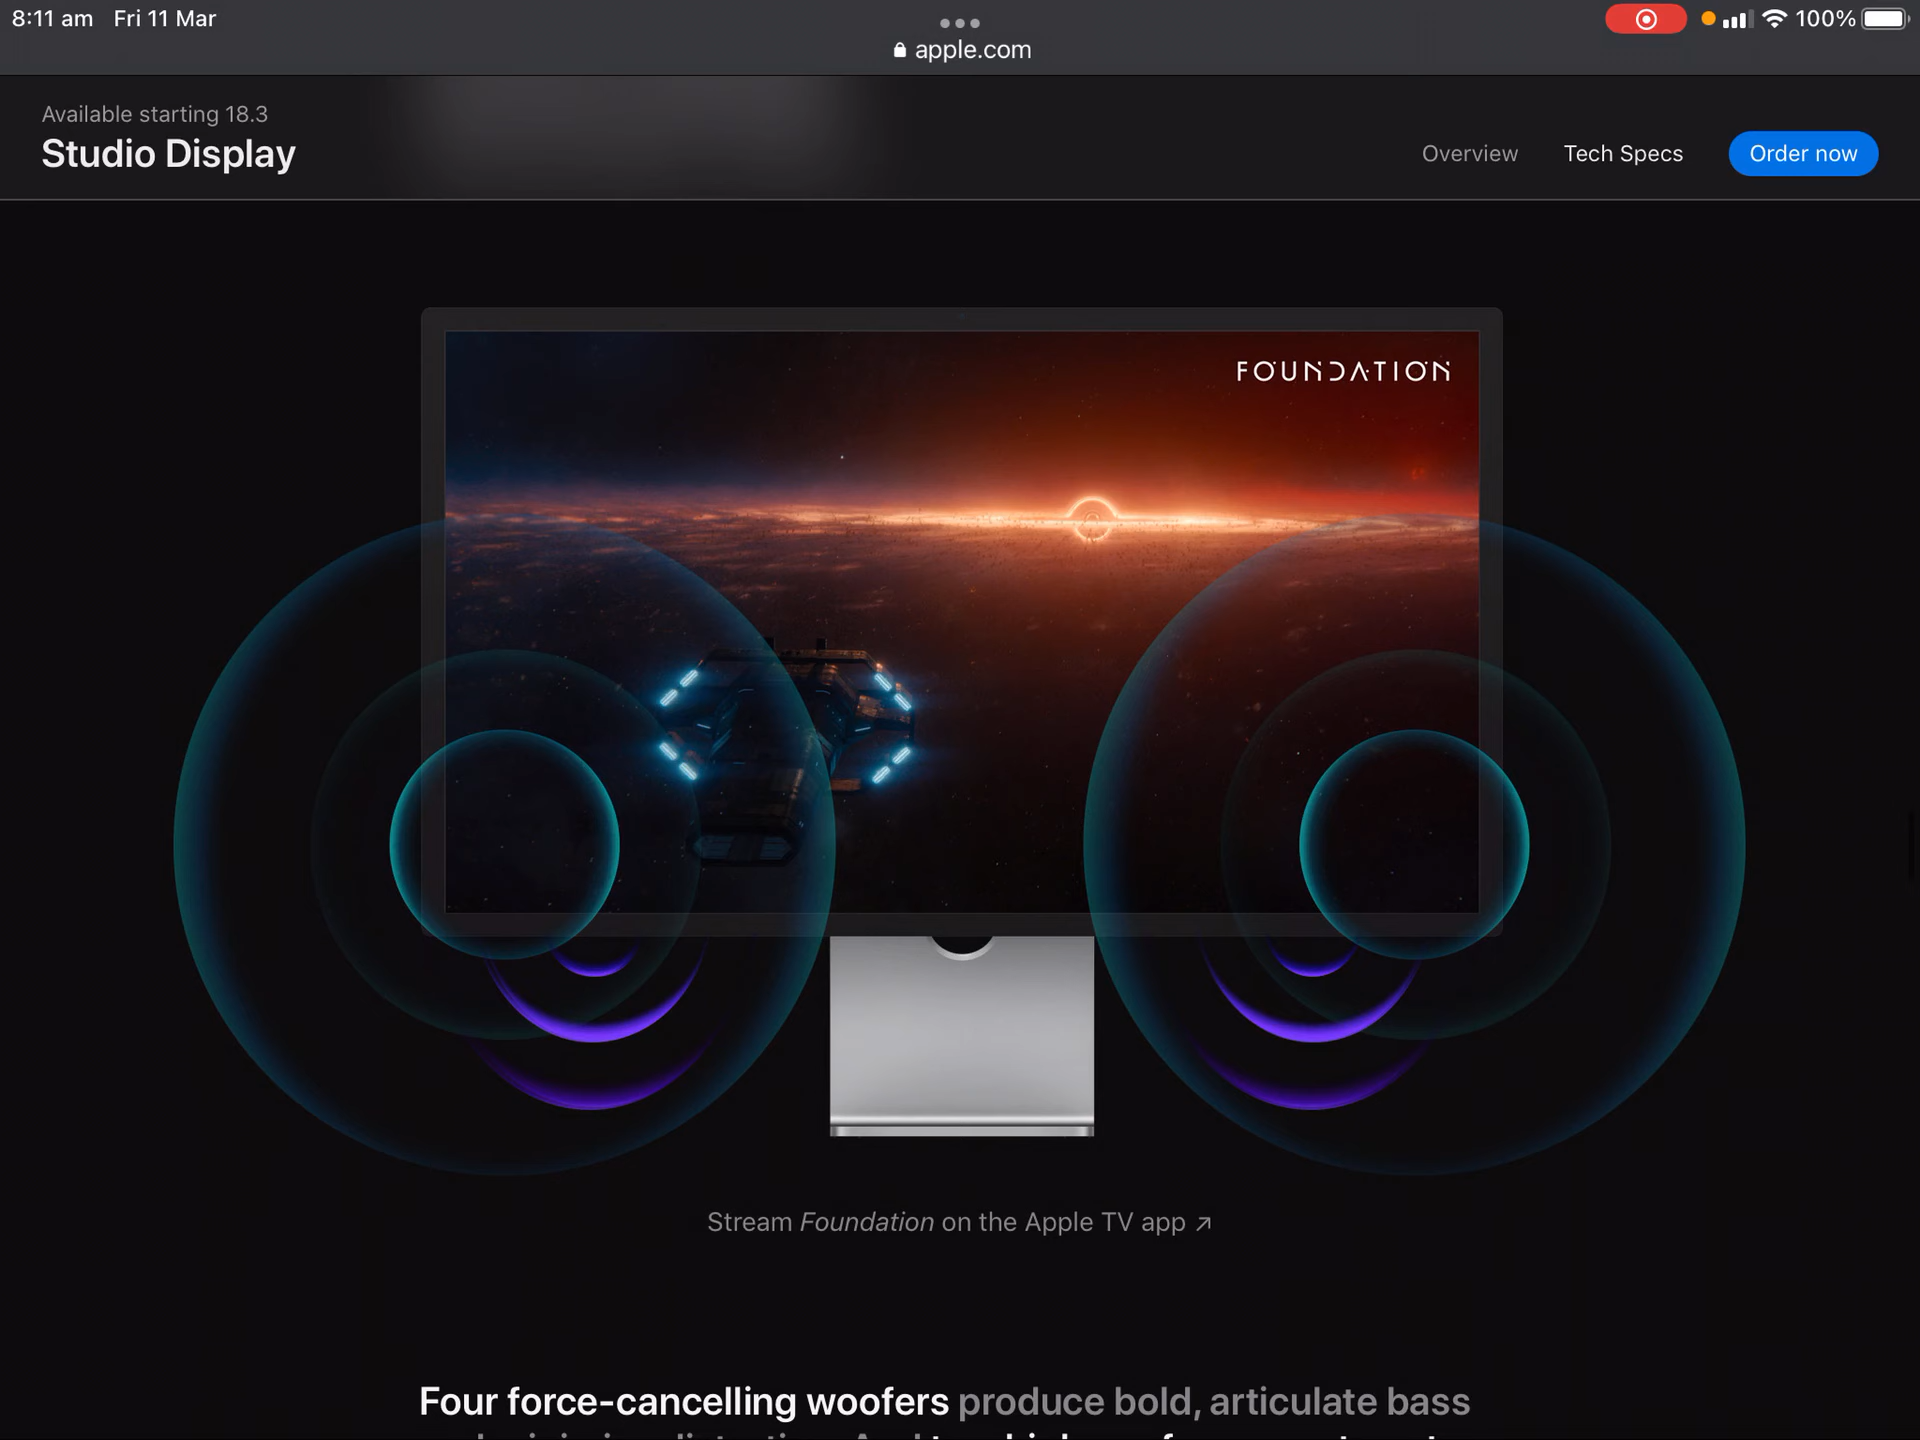 8:11 am Fri 11 Mar
100%
apple.com
Available starting 18.3
Studio Display
Overview Tech Specs Order now
FOUNDATION
Stream Foundation on the Apple TV app ↗
Four force-cancelling woofers produce bold, articulate bass